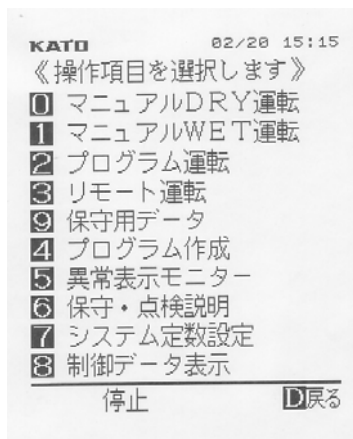 KATO 02/20 15:15
《操作項目を選択します》
0 マニュアルDRY運転
1 マニュアルWET運転
2 プログラム運転
3 リモート運転
9 保守用データ
4 プログラム作成
5 異常表示モニター
6 保守・点検説明
7 システム定数設定
8 制御データ表示
停止 D戻る